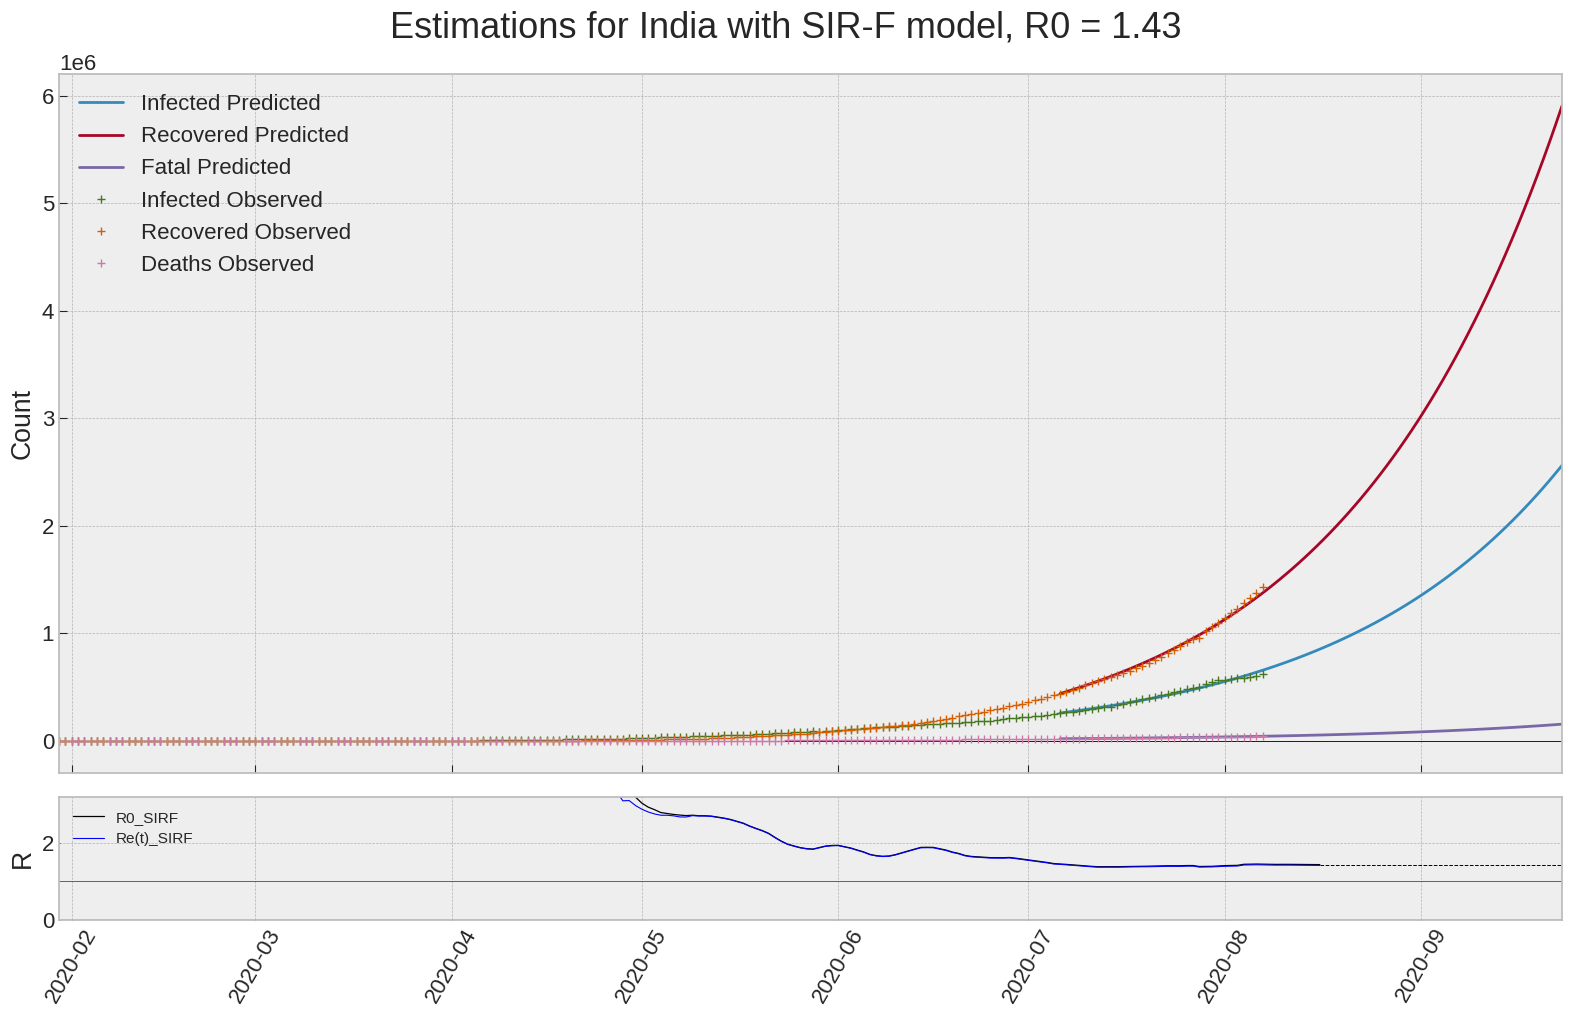 Estimations for India with SIR-F model, R0 = 1.43
1e6
6
5
4
3
2
1
0
Count
Infected Predicted
Recovered Predicted
Fatal Predicted
Infected Observed
Recovered Observed
Deaths Observed
R0_SIRF
Re(t)_SIRF
2
0
R
2020-02
2020-03
2020-04
2020-05
2020-06
2020-07
2020-08
2020-09